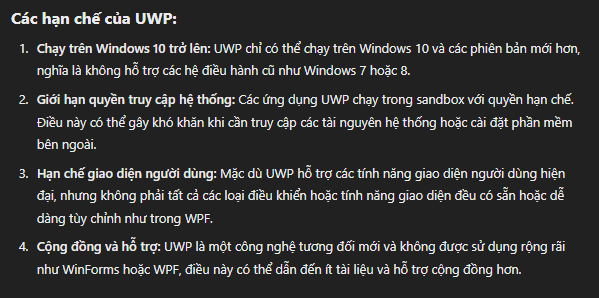 Các hạn chế của UWP:
1. Chạy trên Windows 10 trở lên: UWP chỉ có thể chạy trên Windows 10 và các phiên bản mới hơn,
nghĩa là không hỗ trợ các hệ điều hành cũ như Windows 7 hoặc 8.
2. Giới hạn quyền truy cập hệ thống: Các ứng dụng UWP chạy trong sandbox với quyền hạn chế.
Điều này có thể gây khó khăn khi cần truy cập các tài nguyên hệ thống hoặc cài đặt phần mềm
bên ngoài.
3. Hạn chế giao diện người dùng: Mặc dù UWP hỗ trợ các tính năng giao diện người dùng hiện
đại, nhưng không phải tất cả các loại điều khiển hoặc tính năng giao diện đều có sẵn hoặc dễ
dàng tùy chỉnh như trong WPF.
4. Cộng đồng và hỗ trợ: UWP là một công nghệ tương đối mới và không được sử dụng rộng rãi
như WinForms hoặc WPF, điều này có thể dẫn đến ít tài liệu và hỗ trợ cộng đồng hơn.